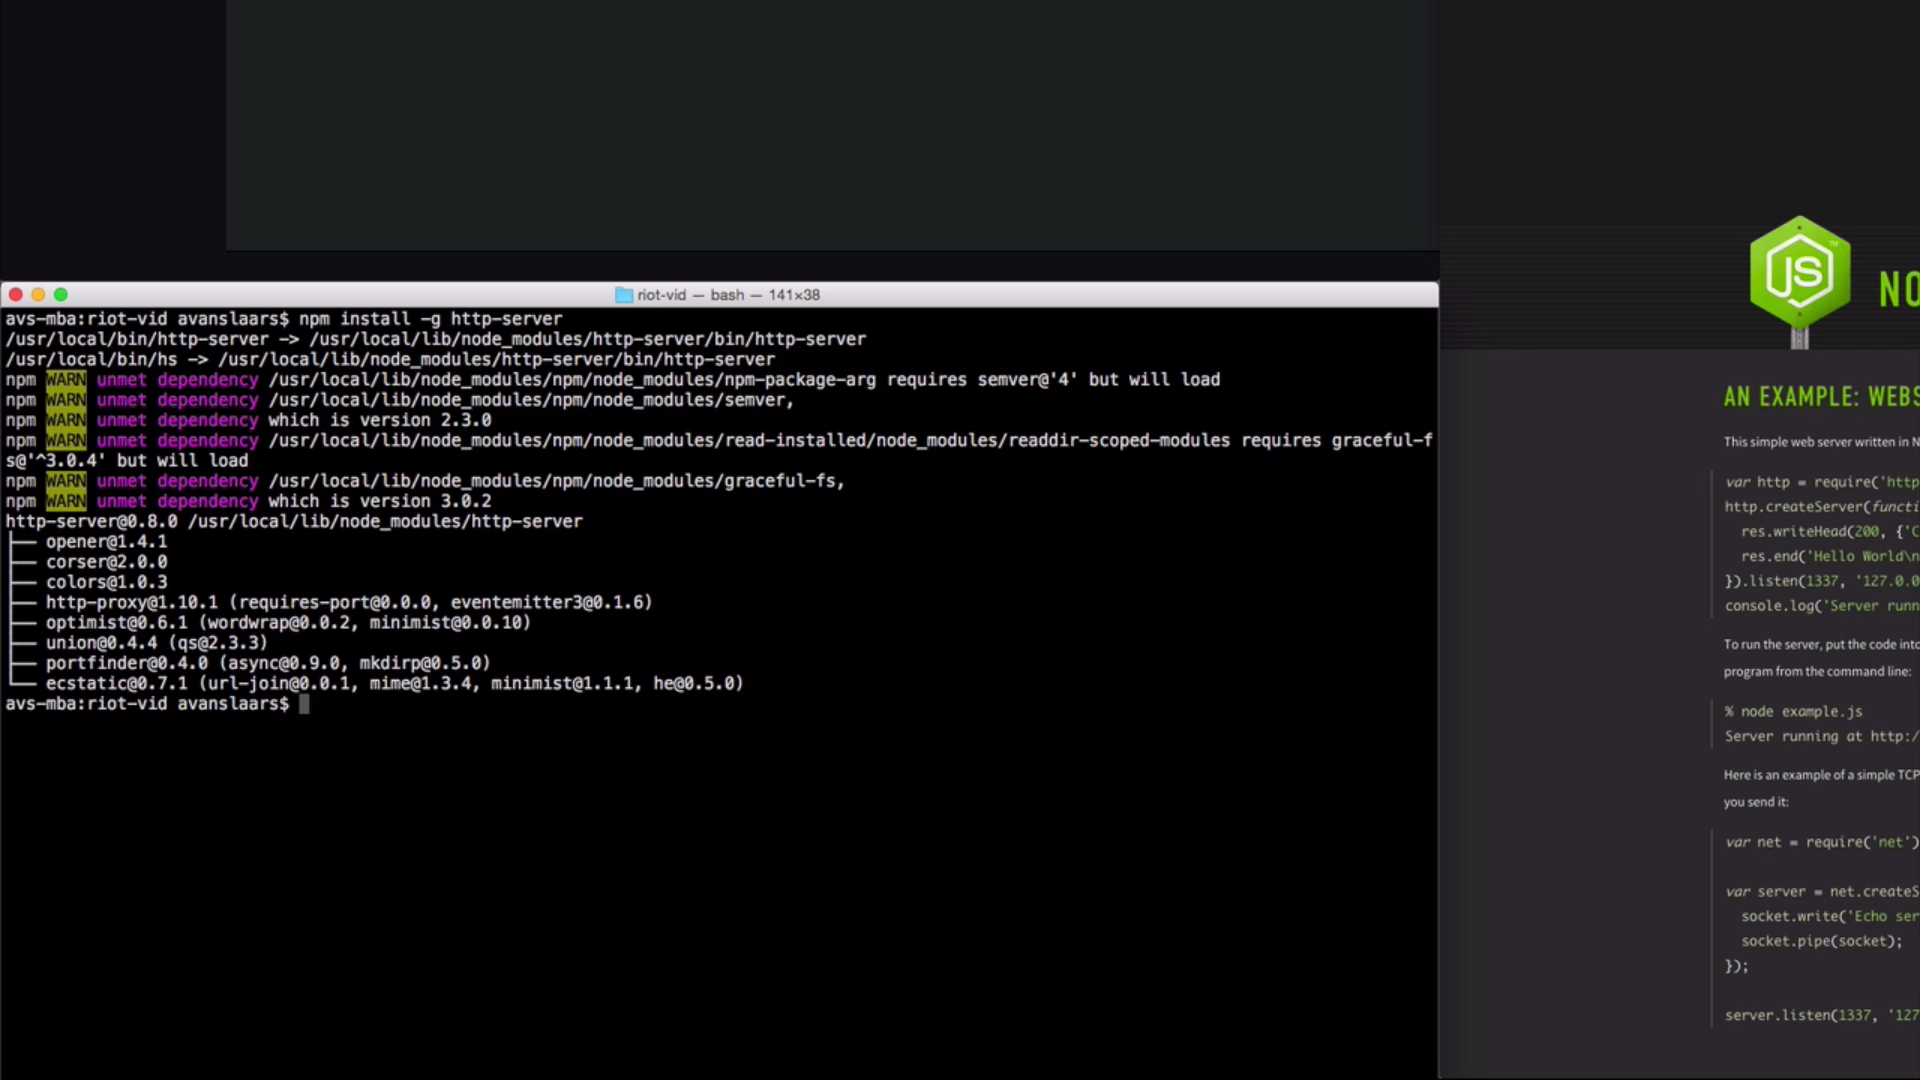 riot-vid — bash — 141×38
avs-mba:riot-vid avanslaars$ npm install -g http-server
/usr/local/bin/http-server -> /usr/local/lib/node_modules/http-server/bin/http-server
/usr/local/bin/hs -> /usr/local/lib/node_modules/http-server/bin/http-server
npm WARN unmet dependency /usr/local/lib/node_modules/npm/node_modules/npm-package-arg requires semver@'4' but will load
npm WARN unmet dependency /usr/local/lib/node_modules/npm/node_modules/semver,
npm WARN unmet dependency which is version 2.3.0
npm WARN unmet dependency /usr/local/lib/node_modules/npm/node_modules/read-installed/node_modules/readdir-scoped-modules requires graceful-f
s@'^3.0.4' but will load
npm WARN unmet dependency /usr/local/lib/node_modules/npm/node_modules/graceful-fs,
npm WARN unmet dependency which is version 3.0.2
http-server@0.8.0 /usr/local/lib/node_modules/http-server
├── opener@1.4.1
├── corser@2.0.0
├── colors@1.0.3
├── http-proxy@1.10.1 (requires-port@0.0.0, eventemitter3@0.1.6)
├── optimist@0.6.1 (wordwrap@0.0.2, minimist@0.0.10)
├── union@0.4.4 (qs@2.3.3)
├── portfinder@0.4.0 (async@0.9.0, mkdirp@0.5.0)
└── ecstatic@0.7.1 (url-join@0.0.1, mime@1.3.4, minimist@1.1.1, he@0.5.0)
avs-mba:riot-vid avanslaars$
JS
TM
NO
AN EXAMPLE: WEBS
This simple web server written in N
var http = require('http
http.createServer(functi
res.writeHead(200, {'C
res.end('Hello World\n
}).listen(1337, '127.0.0
console.log('Server runn
To run the server, put the code into
program from the command line:
% node example.js
Server running at http:/
Here is an example of a simple TCP
you send it:
var net = require('net')
var server = net.createS
socket.write('Echo ser
socket.pipe(socket);
});
server.listen(1337, '127